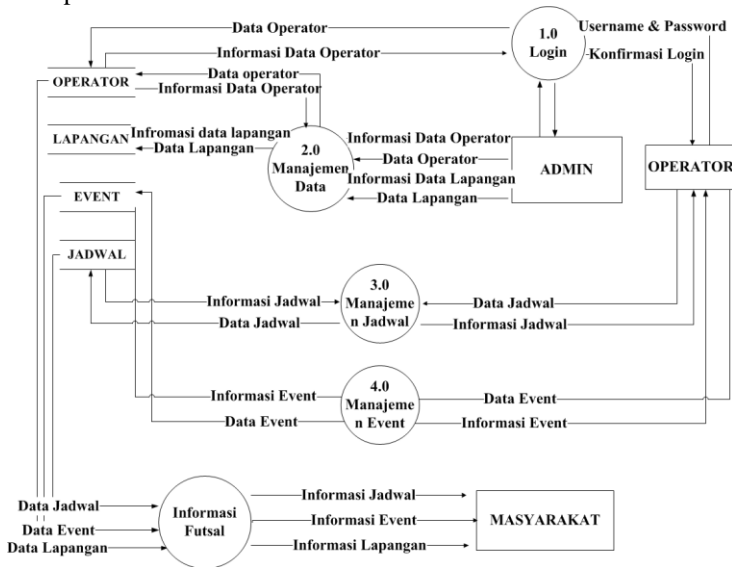 Data Operator
Informasi Data Operator
1.0
Login
Username & Password
Konfirmasi Login
OPERATOR
Data operator
Informasi Data Operator
LAPANGAN
Infromasi data lapangan
Data Lapangan
2.0
Manajemen
Data
Informasi Data Operator
Data Operator
Informasi Data Lapangan
Data Lapangan
ADMIN
OPERATOR
EVENT
JADWAL
Informasi Jadwal
Data Jadwal
3.0
Manajeme
n Jadwal
Data Jadwal
Informasi Jadwal
Informasi Event
Data Event
4.0
Manajeme
n Event
Data Event
Informasi Event
Data Jadwal
Data Event
Data Lapangan
Informasi
Futsal
Informasi Jadwal
Informasi Event
Informasi Lapangan
MASYARAKAT